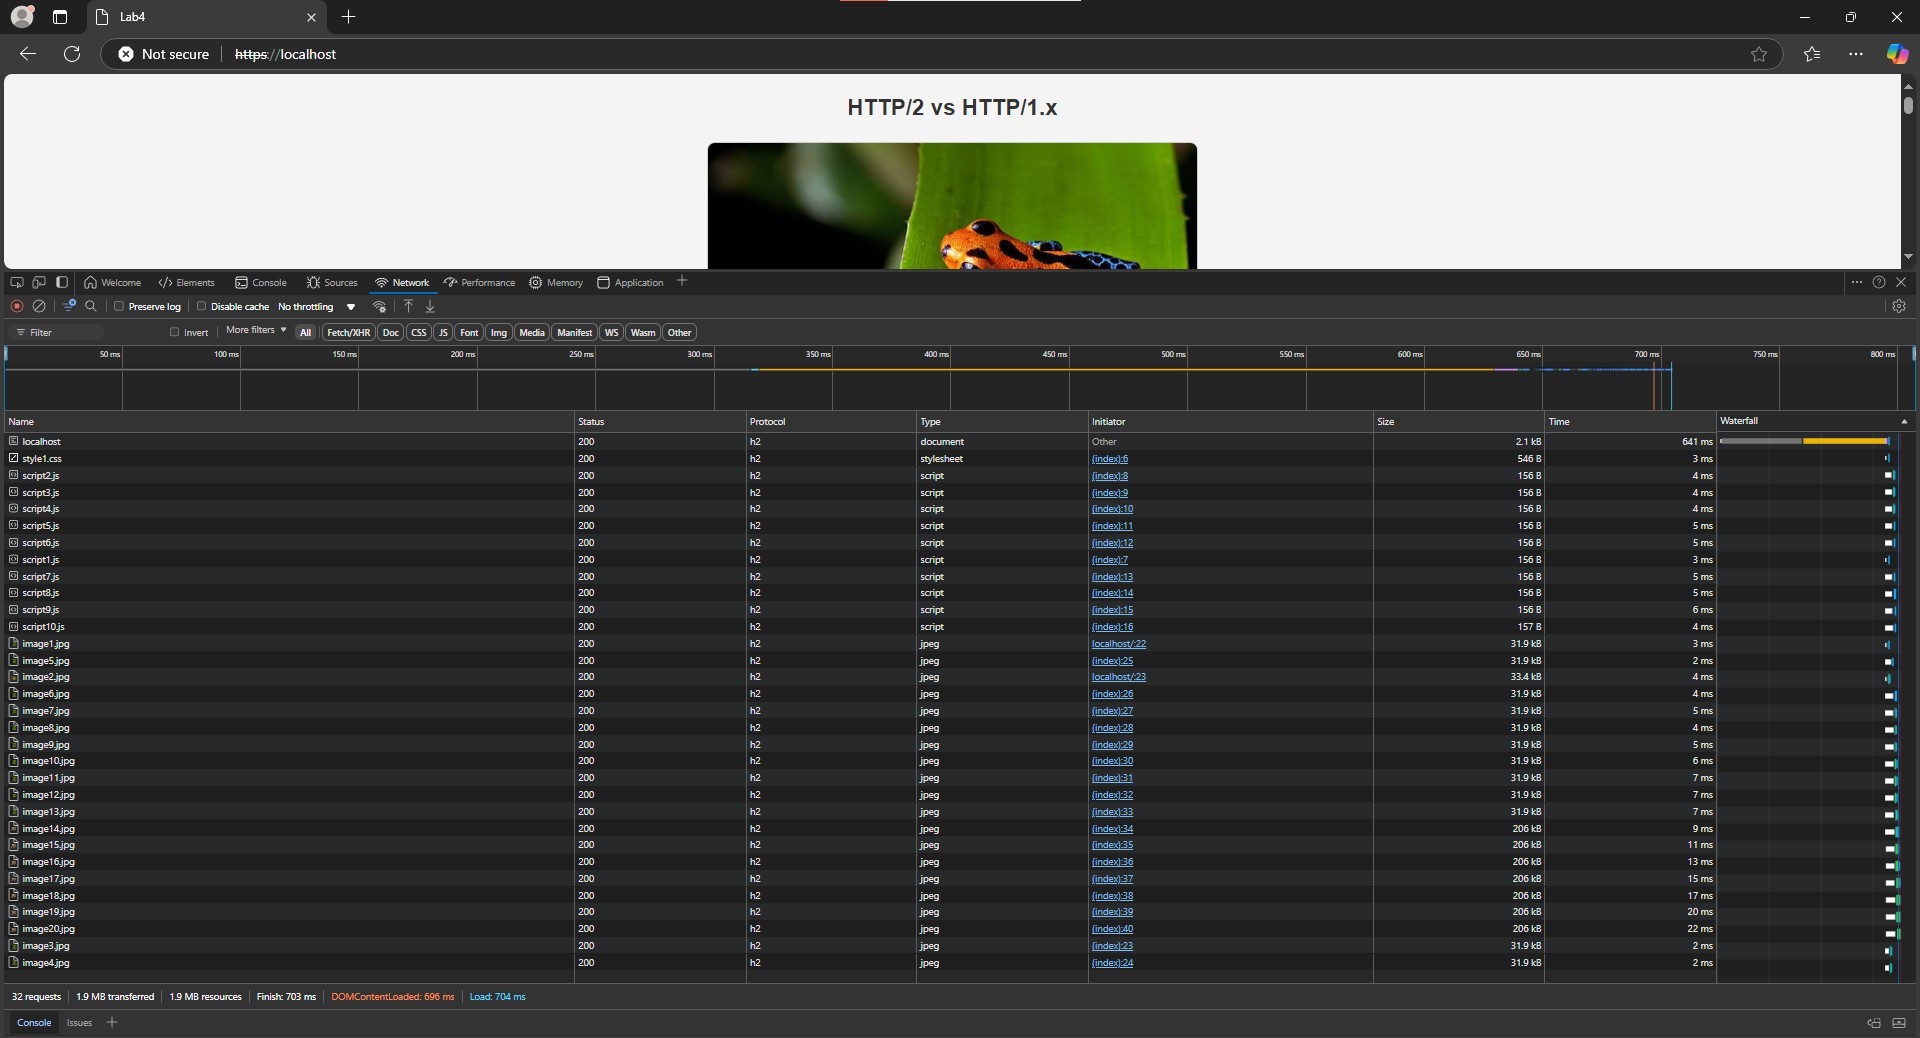 Lab4
Not secure https://localhost
HTTP/2 vs HTTP/1.x
Welcome Elements Console Sources Network Performance Memory Application
Preserve log Disable cache No throttling
Filter Invert More filters All Fetch/XHR Doc CSS JS Font Img Media Manifest WS Wasm Other
50 ms 100 ms 150 ms 200 ms 250 ms 300 ms 350 ms 400 ms 450 ms 500 ms 550 ms 600 ms 650 ms 700 ms 750 ms 800 ms
Name Status Protocol Type Initiator Size Time Waterfall
localhost 200 h2 document Other 2.1 kB 641 ms
style1.css 200 h2 stylesheet (index):6 546 B 3 ms
script2.js 200 h2 script (index):8 156 B 4 ms
script3.js 200 h2 script (index):9 156 B 4 ms
script4.js 200 h2 script (index):10 156 B 4 ms
script5.js 200 h2 script (index):11 156 B 5 ms
script6.js 200 h2 script (index):12 156 B 5 ms
script1.js 200 h2 script (index):7 156 B 3 ms
script7.js 200 h2 script (index):13 156 B 5 ms
script8.js 200 h2 script (index):14 156 B 5 ms
script9.js 200 h2 script (index):15 156 B 6 ms
script10.js 200 h2 script (index):16 157 B 4 ms
image1.jpg 200 h2 jpeg localhost/:22 31.9 kB 3 ms
image5.jpg 200 h2 jpeg (index):25 31.9 kB 2 ms
image2.jpg 200 h2 jpeg localhost/:23 33.4 kB 4 ms
image6.jpg 200 h2 jpeg (index):26 31.9 kB 4 ms
image7.jpg 200 h2 jpeg (index):27 31.9 kB 5 ms
image8.jpg 200 h2 jpeg (index):28 31.9 kB 4 ms
image9.jpg 200 h2 jpeg (index):29 31.9 kB 5 ms
image10.jpg 200 h2 jpeg (index):30 31.9 kB 6 ms
image11.jpg 200 h2 jpeg (index):31 31.9 kB 7 ms
image12.jpg 200 h2 jpeg (index):32 31.9 kB 7 ms
image13.jpg 200 h2 jpeg (index):33 31.9 kB 7 ms
image14.jpg 200 h2 jpeg (index):34 206 kB 9 ms
image15.jpg 200 h2 jpeg (index):35 206 kB 11 ms
image16.jpg 200 h2 jpeg (index):36 206 kB 13 ms
image17.jpg 200 h2 jpeg (index):37 206 kB 15 ms
image18.jpg 200 h2 jpeg (index):38 206 kB 17 ms
image19.jpg 200 h2 jpeg (index):39 206 kB 20 ms
image20.jpg 200 h2 jpeg (index):40 206 kB 22 ms
image3.jpg 200 h2 jpeg (index):23 31.9 kB 2 ms
image4.jpg 200 h2 jpeg (index):24 31.9 kB 2 ms
32 requests 1.9 MB transferred 1.9 MB resources Finish: 703 ms DOMContentLoaded: 696 ms Load: 704 ms
Console Issues